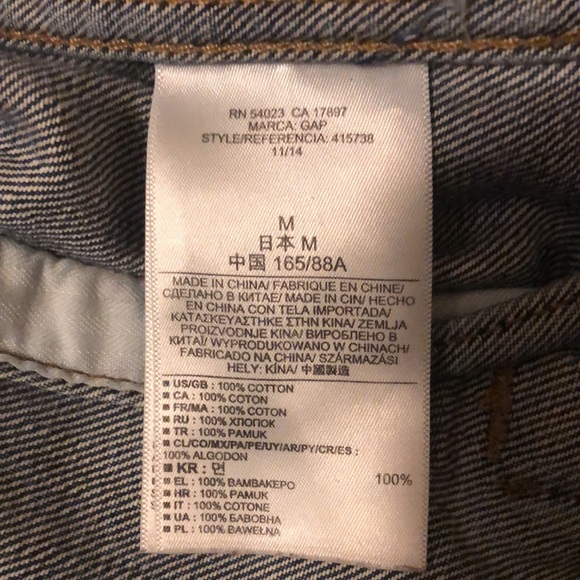 RN 54023 CA 17897
MARCA: GAP
STYLE/REFERENCIA: 415738
11/14
M
日本 M
中国 165/88A
MADE IN CHINA/ FABRIQUE EN CHINE/
СДЕЛАНО В КИТАЕ/ MADE IN CIN/ HECHO
EN CHINA CON TELA IMPORTADA/
ΚΑΤΑΣΚΕΥΑΣΤΗΚΕ ΣΤΗΝ ΚΙΝΑ/ ZEMLJA
PROIZVODNJE KINA/ ВИРОБЛЕНО В
КИТАЇ/ WYPRODUKOWANO W CHINACH/
FABRICADO NA CHINA/ SZÁRMAZÁSI
HELY: KÍNA/ 中國製造
US/GB : 100% COTTON
CA : 100% COTON
FR/MA : 100% COTON
RU : 100% ХЛОПОК
TR : 100% PAMUK
CL/CO/MX/PA/PE/UY/AR/PY/CR/ES :
100% ALGODON
KR : 면 100%
EL : 100% ΒΑΜΒΑΚΕΡΟ
HR : 100% PAMUK
IT : 100% COTONE
UA : 100% БАВОВНА
PL : 100% BAWEŁNA